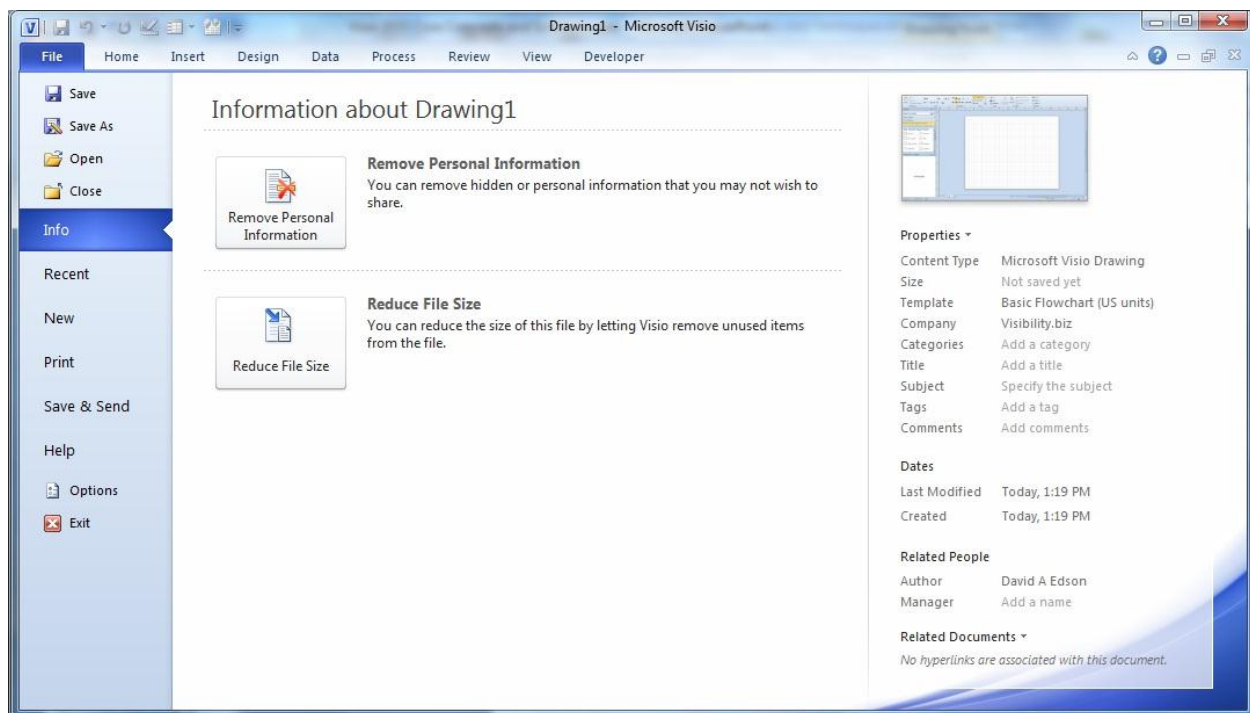 Drawing1 - Microsoft Visio
File Home Insert Design Data Process Review View Developer
Save
Save As
Open
Close
Info
Recent
New
Print
Save & Send
Help
Options
Exit
Information about Drawing1
Remove Personal
Information
Remove Personal Information
You can remove hidden or personal information that you may not wish to
share.
Reduce File Size
Reduce File Size
You can reduce the size of this file by letting Visio remove unused items
from the file.
Properties
Content Type Microsoft Visio Drawing
Size Not saved yet
Template Basic Flowchart (US units)
Company Visibility.biz
Categories Add a category
Title Add a title
Subject Specify the subject
Tags Add a tag
Comments Add comments
Dates
Last Modified Today, 1:19 PM
Created Today, 1:19 PM
Related People
Author David A Edson
Manager Add a name
Related Documents
No hyperlinks are associated with this document.